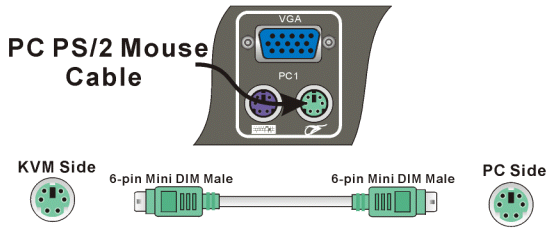 VGA
PC PS/2 Mouse
Cable
PC1
KVM Side
6-pin Mini DIM Male
6-pin Mini DIM Male
PC Side